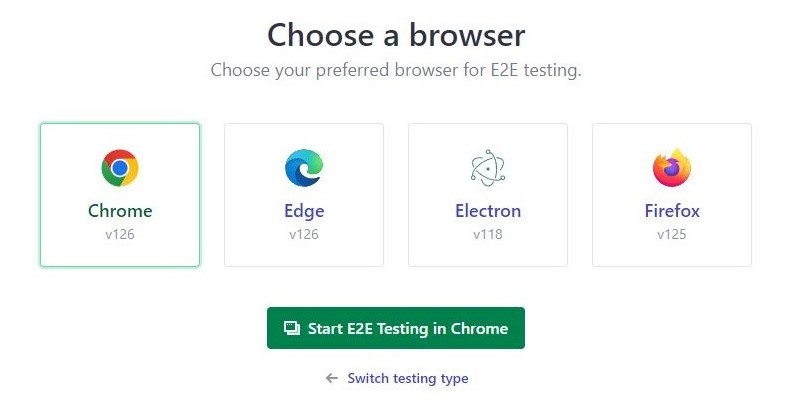 Choose a browser
Choose your preferred browser for E2E testing.
Chrome
v126
Edge
v126
Electron
v118
Firefox
v125
Start E2E Testing in Chrome
← Switch testing type